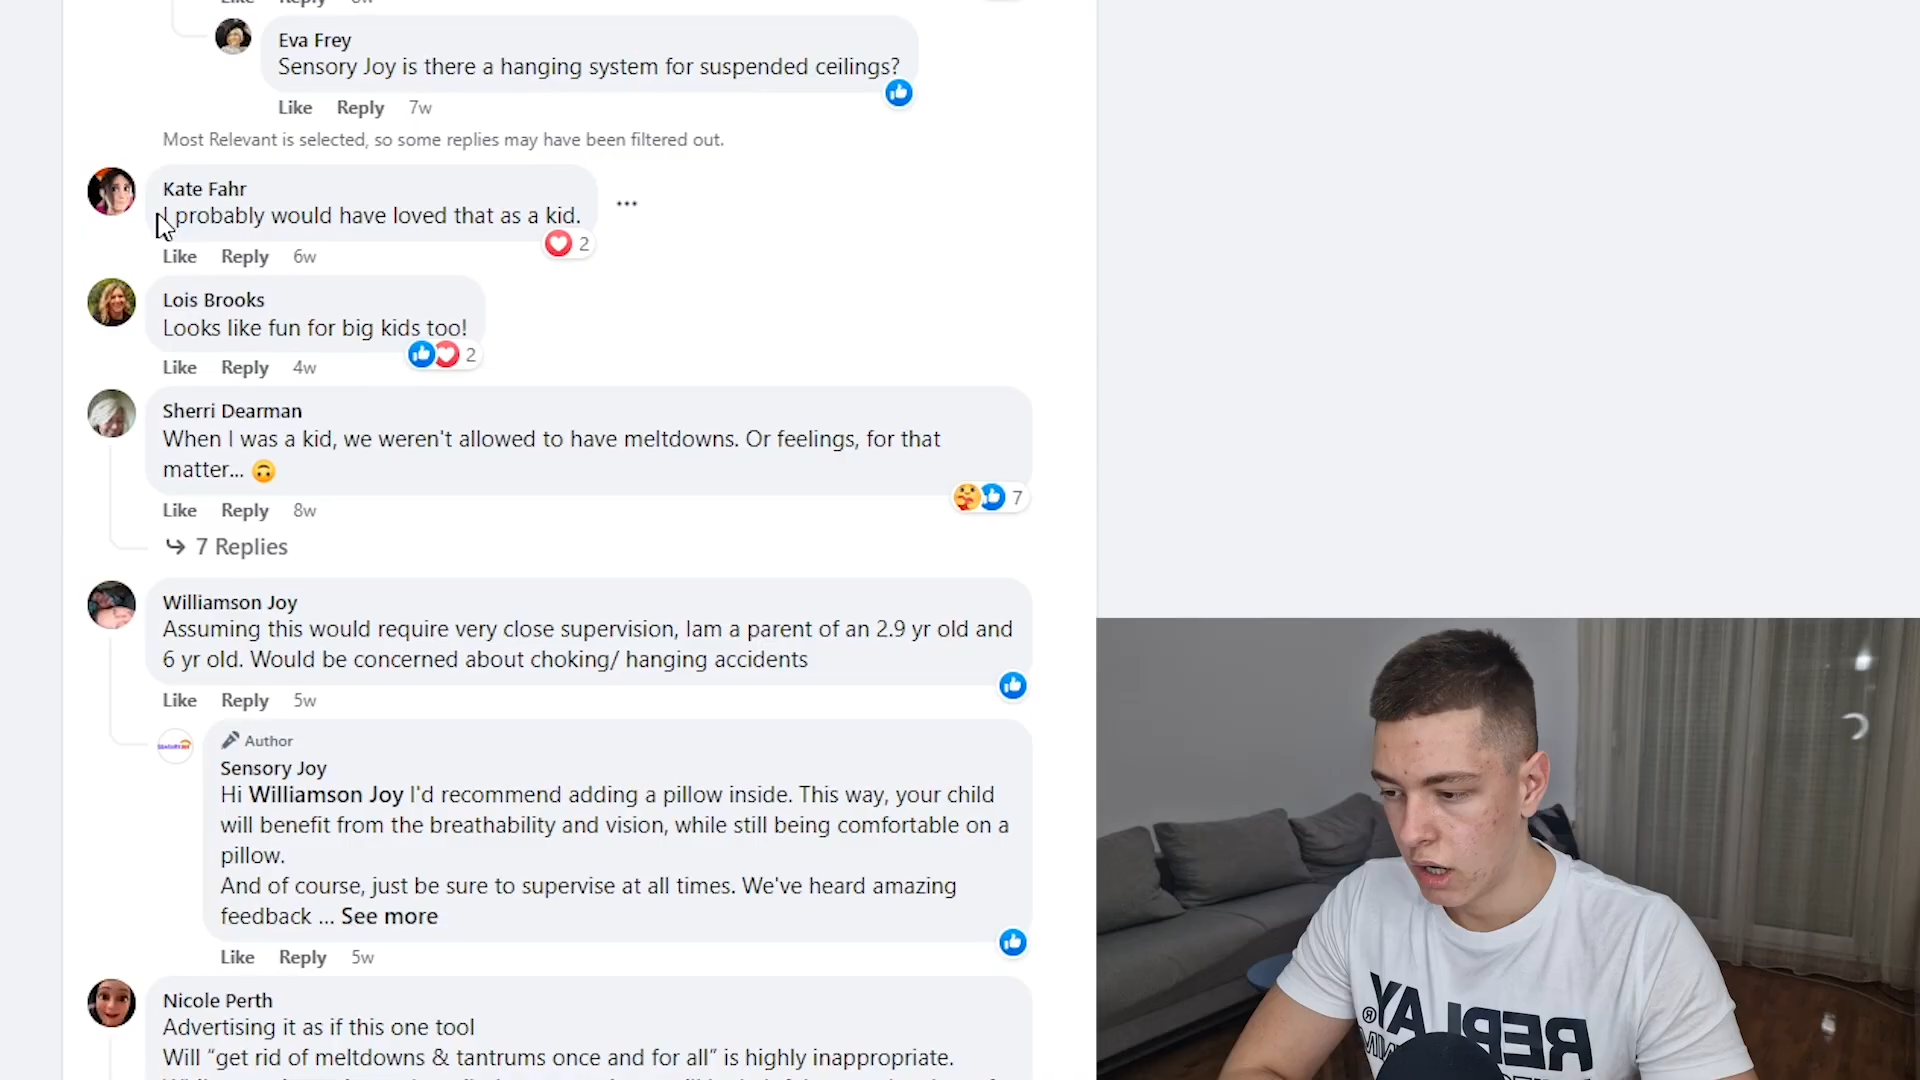 Eva Frey
Sensory Joy is there a hanging system for suspended ceilings?
Like Reply 7w
Most Relevant is selected, so some replies may have been filtered out.
Kate Fahr
I probably would have loved that as a kid.
2
Like Reply 6w
Lois Brooks
Looks like fun for big kids too!
2
Like Reply 4w
Sherri Dearman
When I was a kid, we weren't allowed to have meltdowns. Or feelings, for that
matter... 🙃
7
Like Reply 8w
7 Replies
Williamson Joy
Assuming this would require very close supervision, Iam a parent of an 2.9 yr old and
6 yr old. Would be concerned about choking/ hanging accidents
Like Reply 5w
Author
Sensory Joy
Hi Williamson Joy I'd recommend adding a pillow inside. This way, your child
will benefit from the breathability and vision, while still being comfortable on a
pillow.
And of course, just be sure to supervise at all times. We've heard amazing
feedback ... See more
Like Reply 5w
Nicole Perth
Advertising it as if this one tool
Will “get rid of meltdowns & tantrums once and for all” is highly inappropriate.
REPLAY